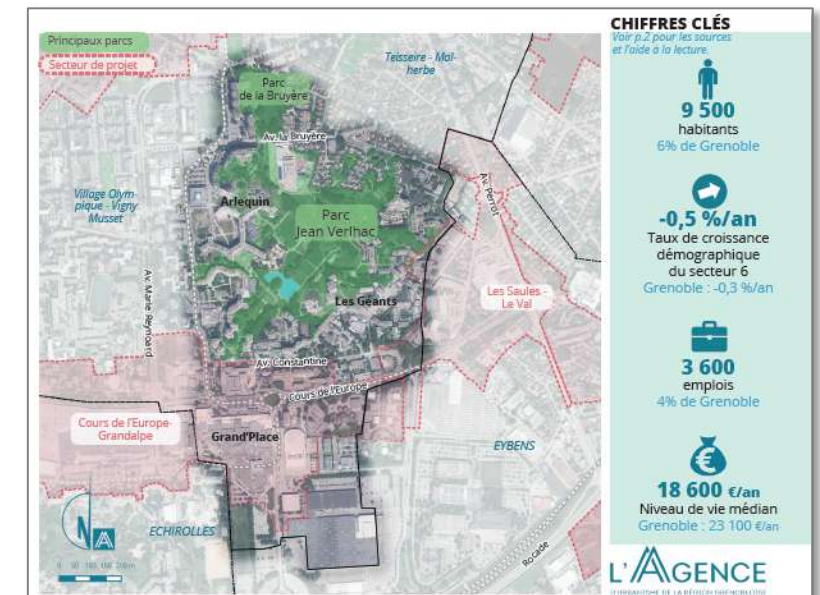 CHIFFRES CLÉS
Voir p.2 pour les sources
et l'aide à la lecture.
9 500
habitants
6% de Grenoble
-0,5 %/an
Taux de croissance
démographique
du secteur 6
Grenoble : -0,3 %/an
3 600
emplois
4% de Grenoble
18 600 €/an
Niveau de vie médian
Grenoble : 23 100 €/an
L'AGENCE
D'URBANISME DE LA RÉGION GRENOBLOISE
Principaux parcs
Secteur de projet
Teisseire - Mal-
herbe
Parc
de la Bruyère
Av. la Bruyère
Village Olym-
pique - Vigny
Musset
Arlequin
Parc
Jean Verlhac
Av. Perrot
Av. Marie Reynoard
Les Géants
Les Saules -
Le Val
Av. Constantine
Cours de l'Europe
Cours de l'Europe-
Grandalpe
Grand'Place
EYBENS
N
ECHIROLLES
Rocade